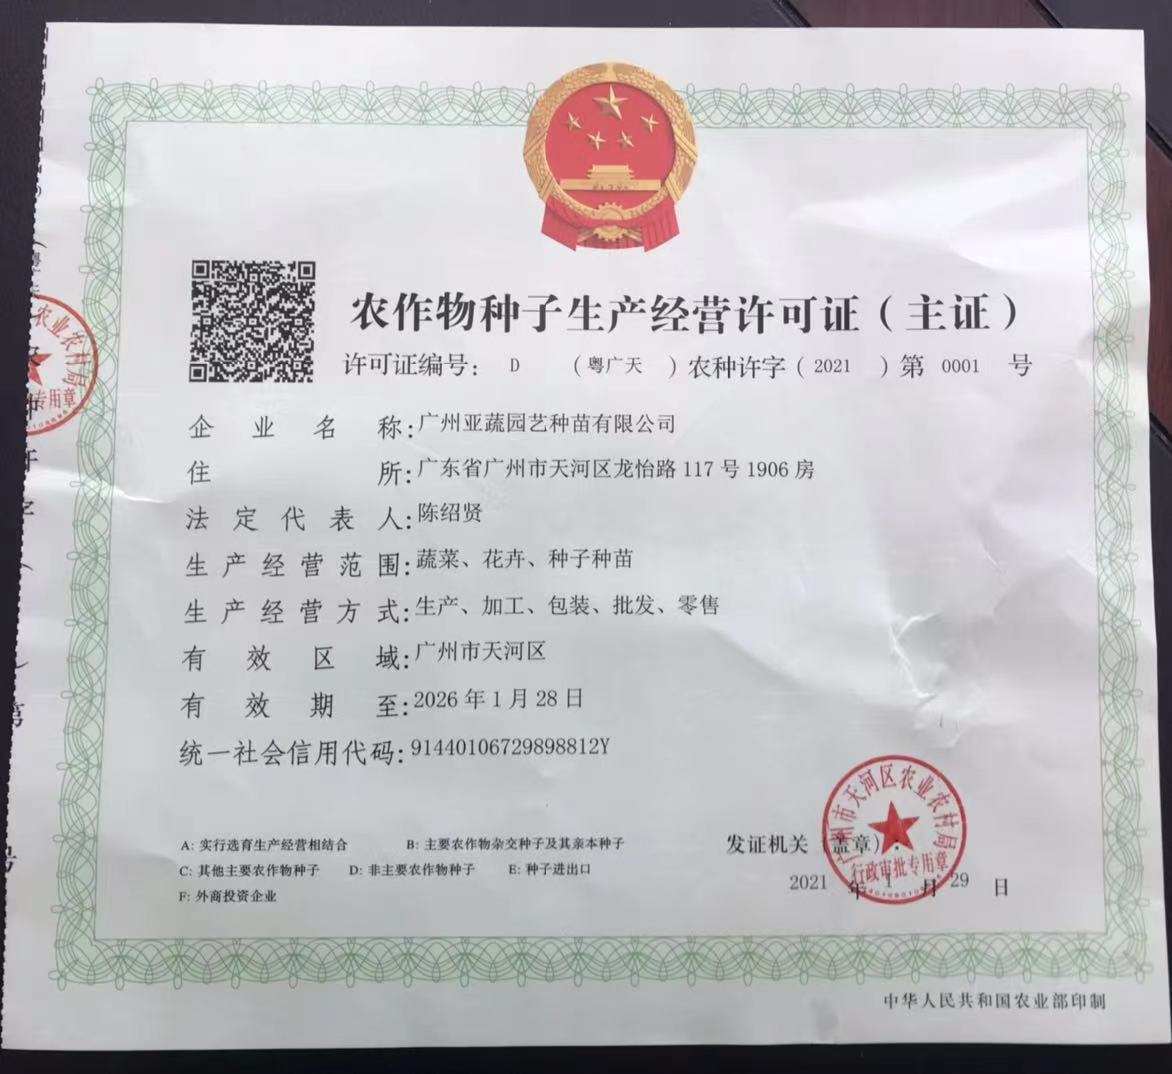 农作物种子生产经营许可证（主证）
许可证编号： D （粤广天）农种许字（2021）第 0001 号
企业名称：广州亚蔬园艺种苗有限公司
住所：广东省广州市天河区龙怡路 117 号 1906 房
法定代表人：陈绍贤
生产经营范围：蔬菜、花卉、种子种苗
生产经营方式：生产、加工、包装、批发、零售
有效区域：广州市天河区
有效期至：2026 年 1 月 28 日
统一社会信用代码：91440106729898812Y
A: 实行选育生产经营相结合 B: 主要农作物杂交种子及其亲本种子
C: 其他主要农作物种子 D: 非主要农作物种子 E: 种子进出口
F: 外商投资企业
发证机关（盖章）：
2021 年 1 月 29 日
广州市天河区农业农村局
行政审批专用章
中华人民共和国农业部印制
农业农村局
专用章